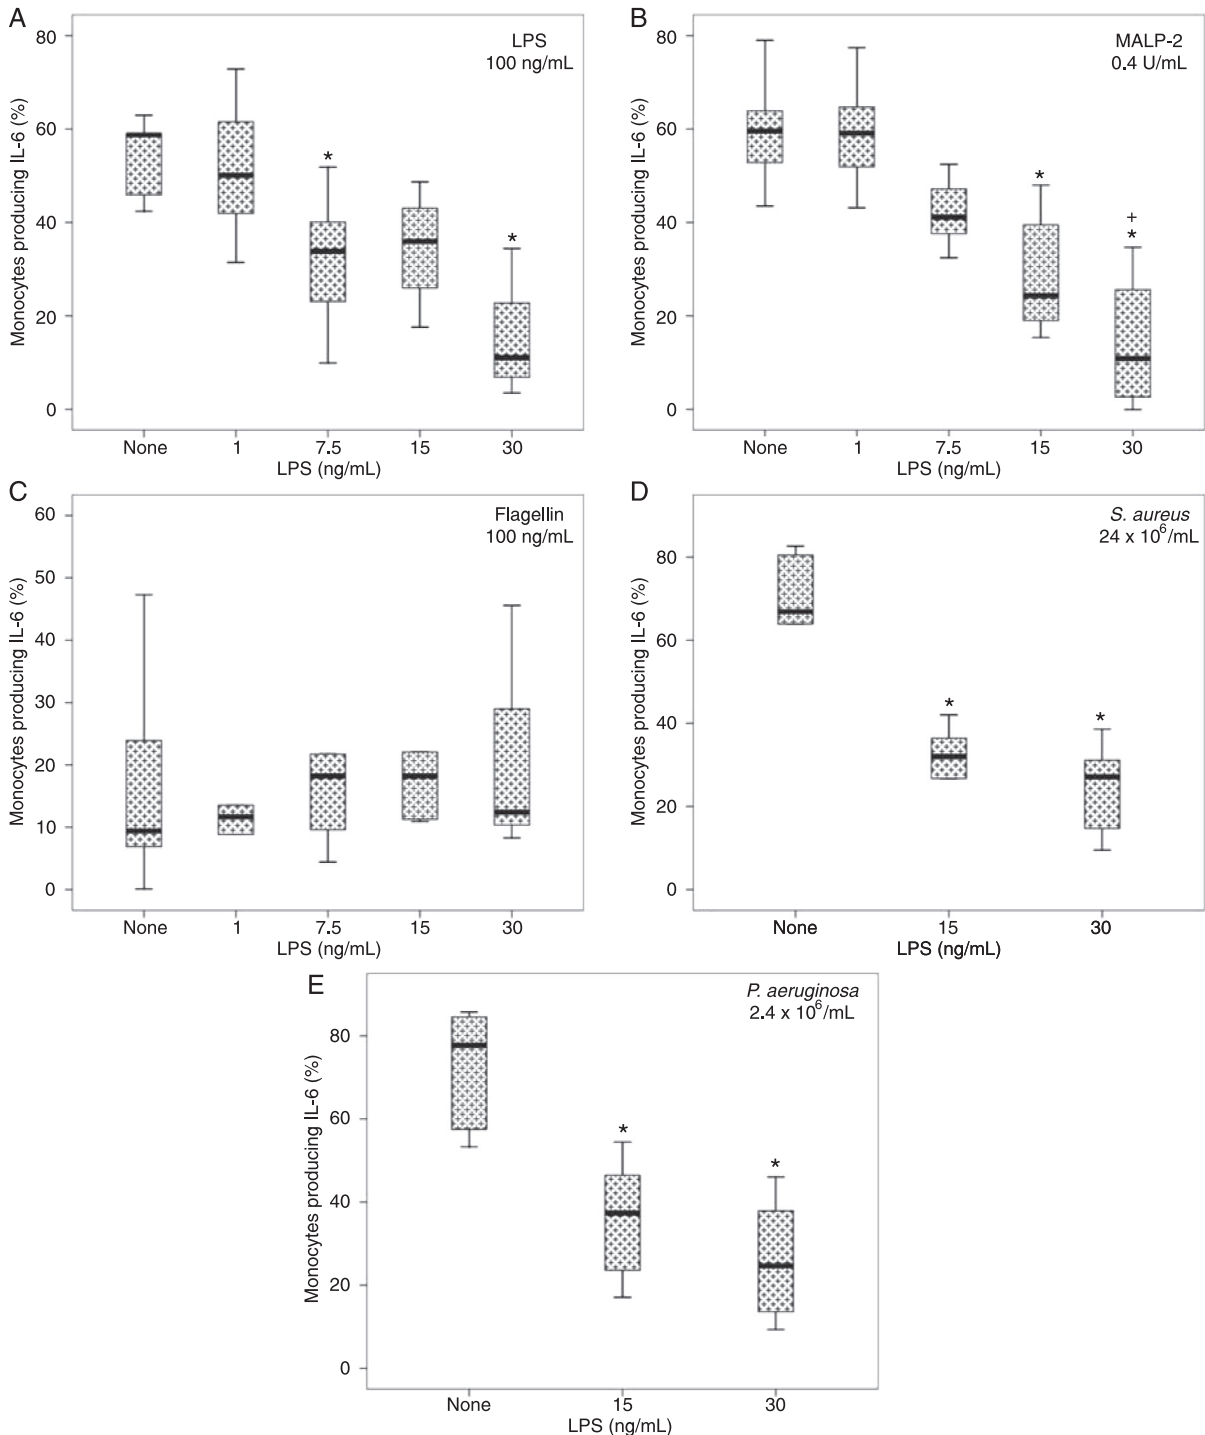 A
LPS
100 ng/mL
Monocytes producing IL-6 (%)
80
60
40
20
0
None 1 7.5 15 30
LPS (ng/mL)
*
*
B
MALP-2
0.4 U/mL
Monocytes producing IL-6 (%)
80
60
40
20
0
None 1 7.5 15 30
LPS (ng/mL)
*
+
*
C
Flagellin
100 ng/mL
Monocytes producing IL-6 (%)
60
50
40
30
20
10
0
None 1 7.5 15 30
LPS (ng/mL)
D
S. aureus
24 x 10⁶/mL
Monocytes producing IL-6 (%)
80
60
40
20
0
None 15 30
LPS (ng/mL)
*
*
E
P. aeruginosa
2.4 x 10⁶/mL
Monocytes producing IL-6 (%)
80
60
40
20
0
None 15 30
LPS (ng/mL)
*
*